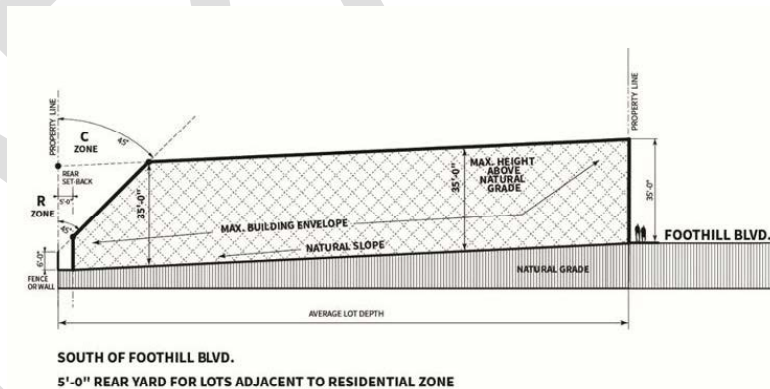 PROPERTY LINE
C
ZONE
45°
REAR
SET-BACK
5'-0"
R
ZONE
45°
6'-0"
FENCE
OR WALL
35'-0"
MAX. BUILDING ENVELOPE
NATURAL SLOPE
35'-0"
MAX. HEIGHT
ABOVE
NATURAL
GRADE
PROPERTY LINE
35'-0"
FOOTHILL BLVD.
NATURAL GRADE
AVERAGE LOT DEPTH
SOUTH OF FOOTHILL BLVD.
5'-0" REAR YARD FOR LOTS ADJACENT TO RESIDENTIAL ZONE